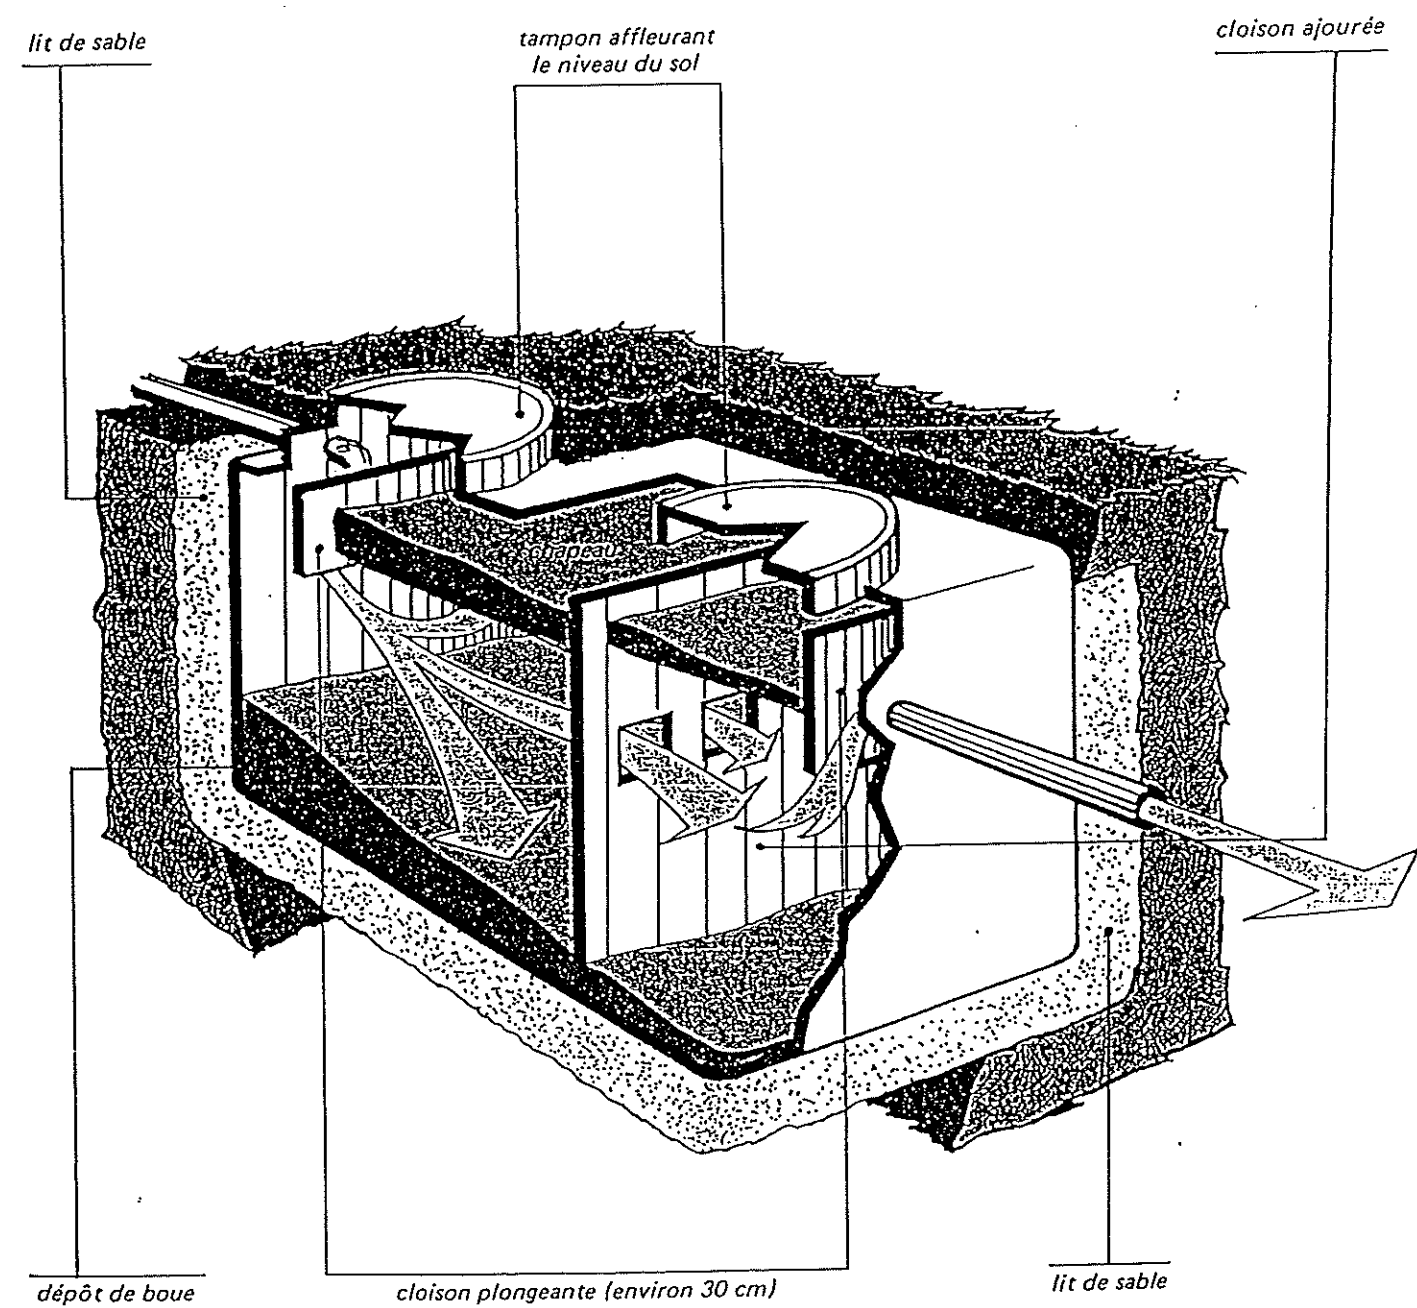 lit de sable
tampon affleurant
le niveau du sol
cloison ajourée
chapeau
dépôt de boue
cloison plongeante (environ 30 cm)
lit de sable